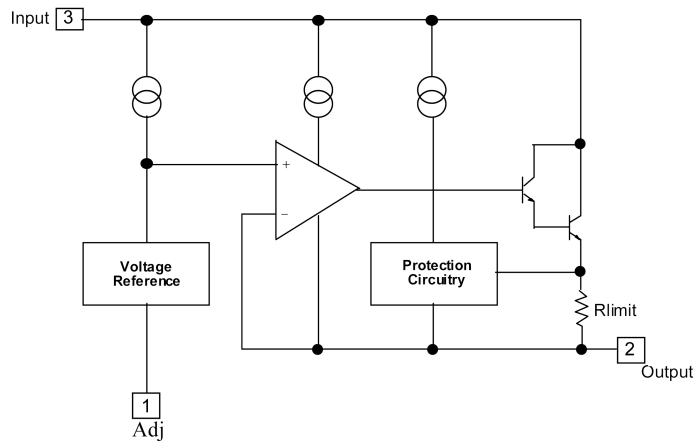 Input 3
+
−
Voltage
Reference
Protection
Circuitry
Rlimit
2
Output
1
Adj